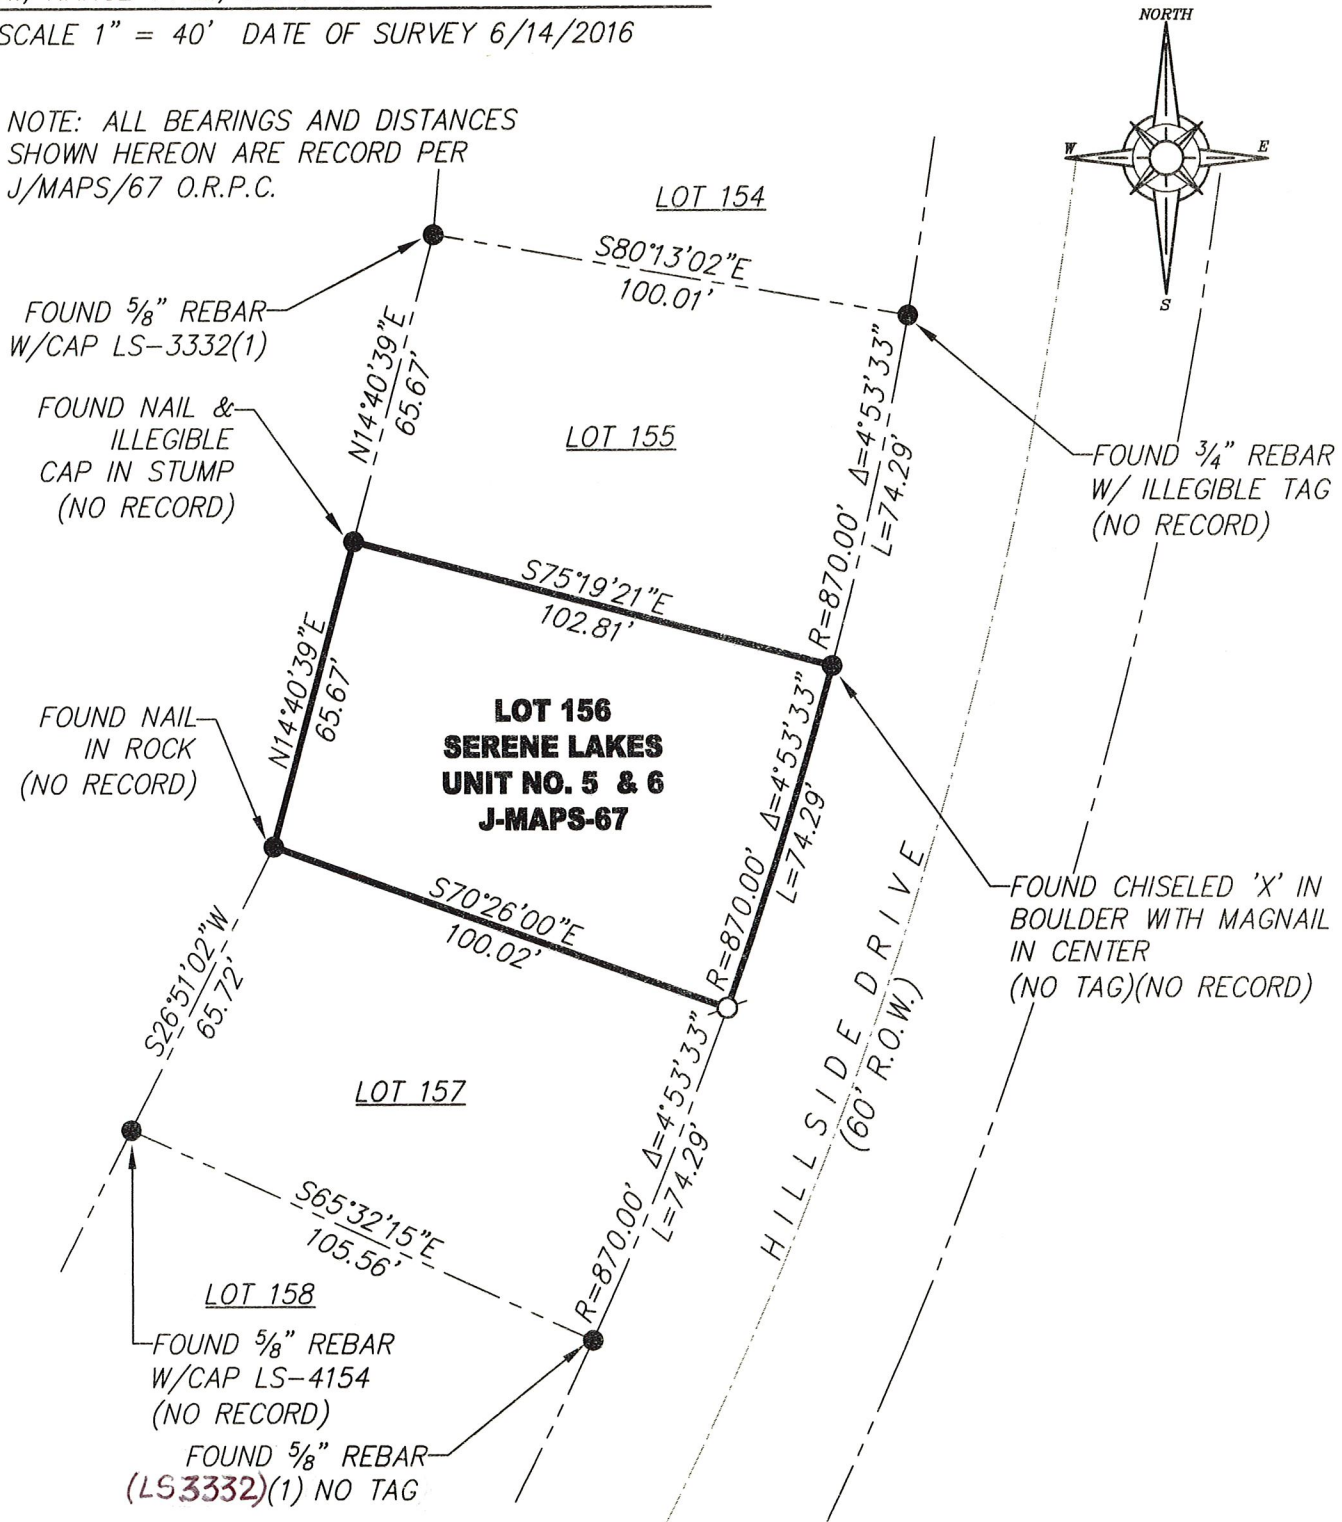 SCALE 1" = 40' DATE OF SURVEY 6/14/2016
NORTH
W
E
S
NOTE: ALL BEARINGS AND DISTANCES
SHOWN HEREON ARE RECORD PER
J/MAPS/67 O.R.P.C.
LOT 154
S80°13'02"E
100.01'
FOUND 5/8" REBAR
W/CAP LS-3332(1)
N14°40'39"E
65.67'
R=870.00' Δ=4°53'33"
L=74.29'
FOUND NAIL &
ILLEGIBLE
CAP IN STUMP
(NO RECORD)
LOT 155
FOUND 3/4" REBAR
W/ ILLEGIBLE TAG
(NO RECORD)
S75°19'21"E
102.81'
N14°40'39"E
65.67'
LOT 156
SERENE LAKES
UNIT NO. 5 & 6
J-MAPS-67
R=870.00' Δ=4°53'33"
L=74.29'
FOUND NAIL
IN ROCK
(NO RECORD)
FOUND CHISELED 'X' IN
BOULDER WITH MAGNAIL
IN CENTER
(NO TAG)(NO RECORD)
S70°26'00"E
100.02'
S26°51'02"W
65.72'
HILLSIDE DRIVE
(60' R.O.W.)
LOT 157
R=870.00' Δ=4°53'33"
L=74.29'
S65°32'15"E
105.56'
LOT 158
FOUND 5/8" REBAR
W/CAP LS-4154
(NO RECORD)
FOUND 5/8" REBAR
(LS3332)(1) NO TAG